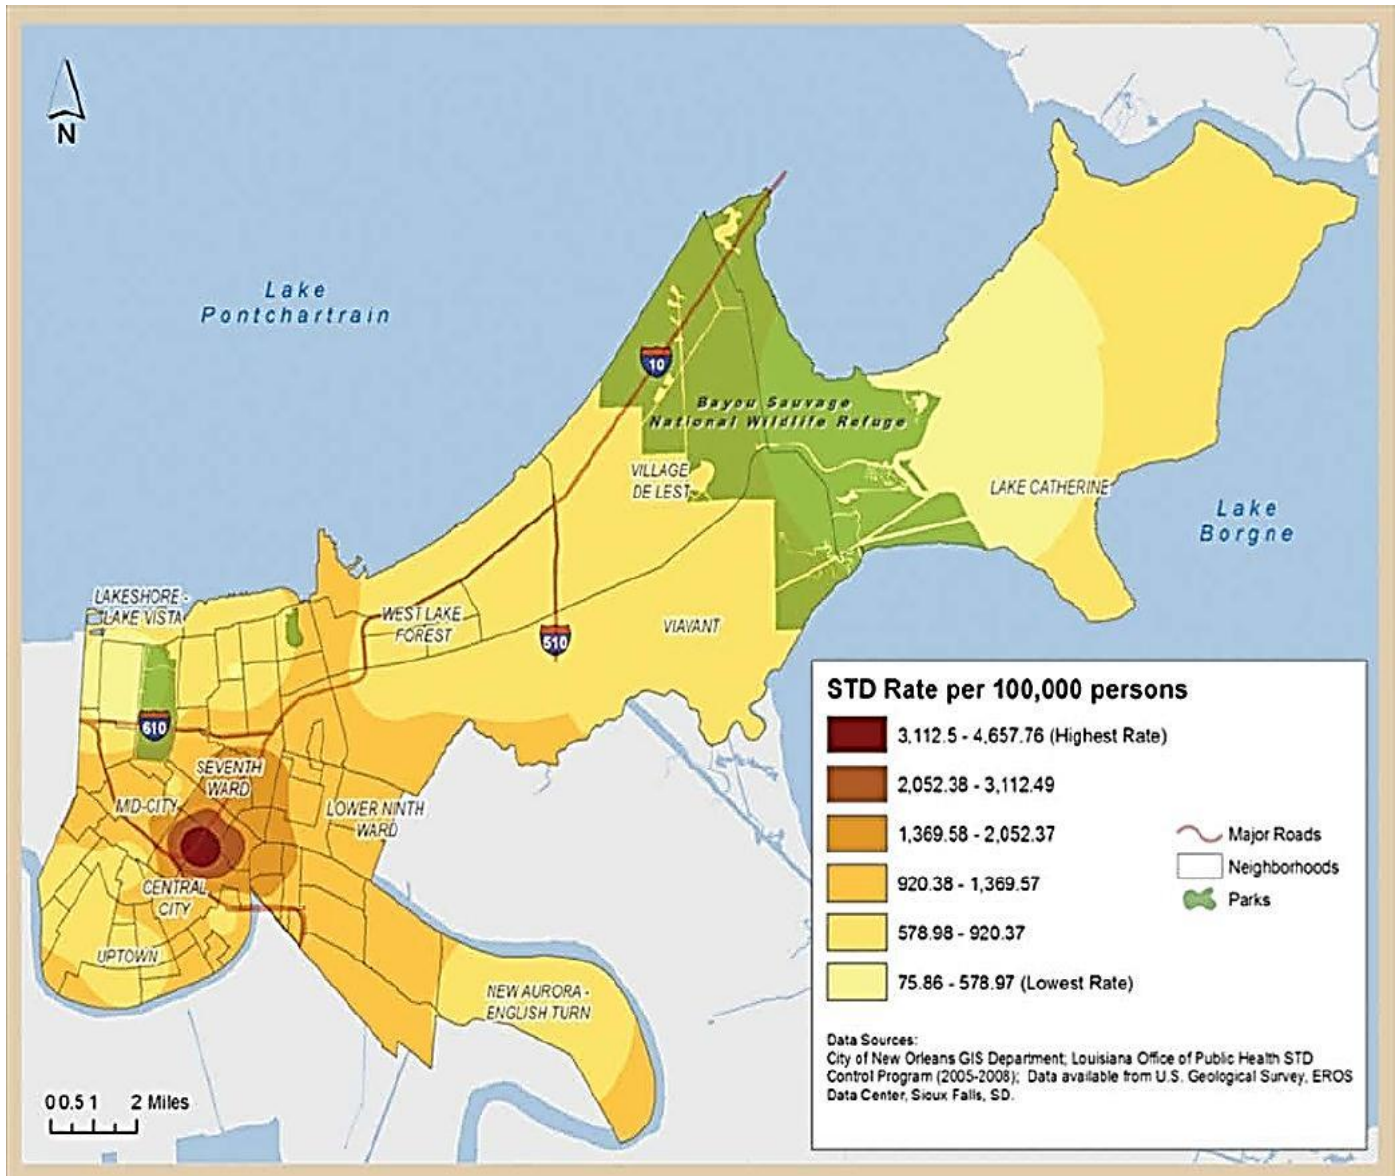 N
Lake
Pontchartrain
10
Bayou Sauvage
National Wildlife Refuge
VILLAGE
DE LEST
LAKE CATHERINE
Lake
Borgne
LAKESHORE -
LAKE VISTA
WEST LAKE
FOREST
510
VIAVANT
610
SEVENTH
WARD
MID-CITY
LOWER NINTH
WARD
CENTRAL
CITY
UPTOWN
NEW AURORA -
ENGLISH TURN
0 0.5 1 2 Miles
STD Rate per 100,000 persons
3,112.5 - 4,657.76 (Highest Rate)
2,052.38 - 3,112.49
1,369.58 - 2,052.37
920.38 - 1,369.57
578.98 - 920.37
75.86 - 578.97 (Lowest Rate)
Major Roads
Neighborhoods
Parks
Data Sources:
City of New Orleans GIS Department; Louisiana Office of Public Health STD
Control Program (2005-2008); Data available from U.S. Geological Survey, EROS
Data Center, Sioux Falls, SD.